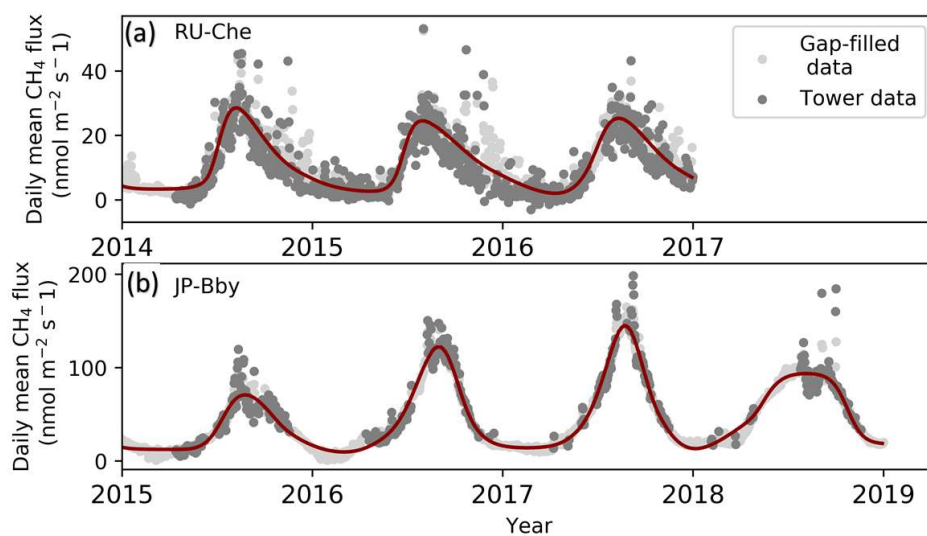 (a) RU-Che
Gap-filled
data
Tower data
Daily mean CH₄ flux
(nmol m⁻² s⁻¹)
40
20
0
2014 2015 2016 2017
(b) JP-Bby
Daily mean CH₄ flux
(nmol m⁻² s⁻¹)
200
100
0
2015 2016 2017 2018 2019
Year